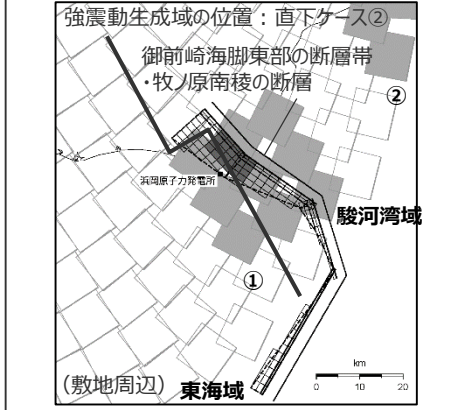 強震動生成域の位置：直下ケース②
御前崎海脚東部の断層帯
・牧ノ原南稜の断層
②
浜岡原子力発電所
駿河湾域
①
km
(敷地周辺)
東海域
0 10 20